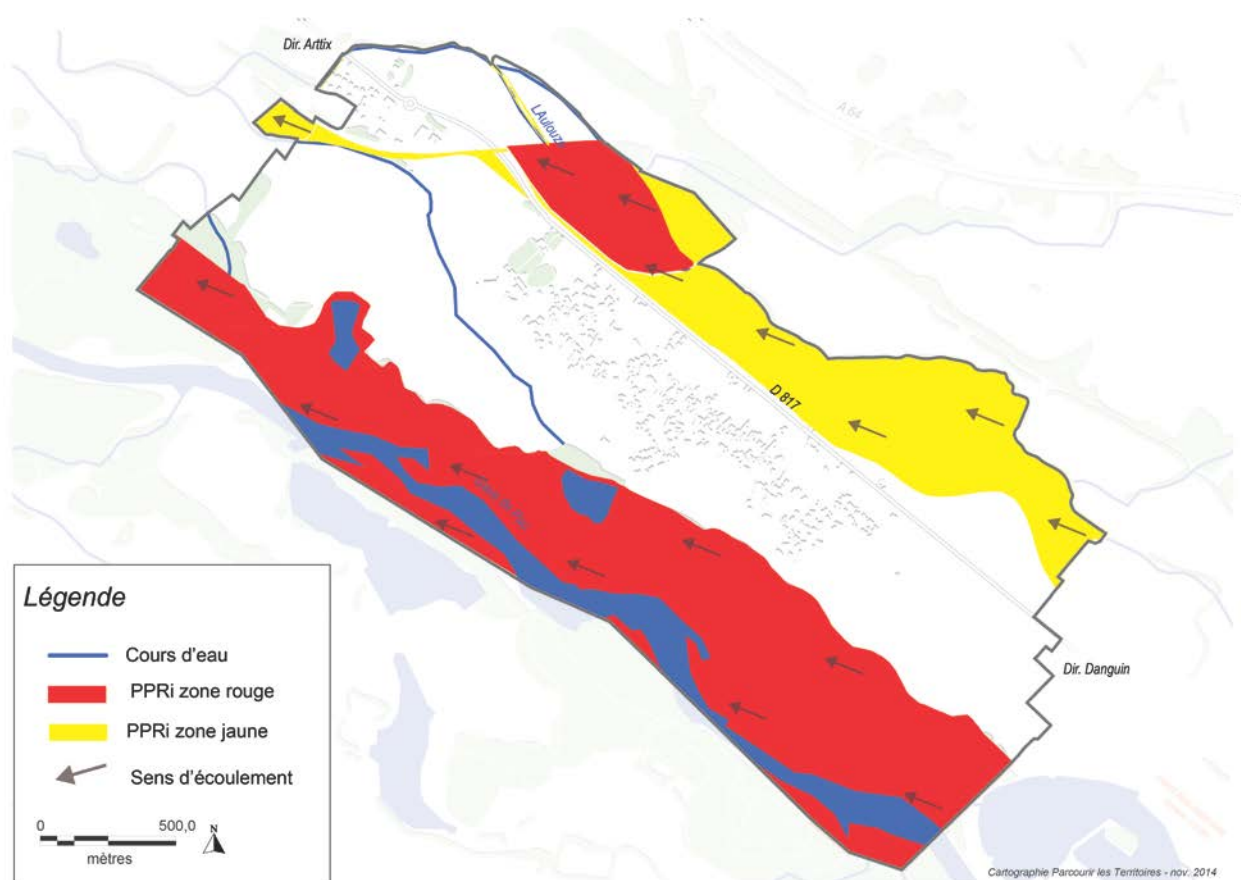 Dir. Arttix
A 64
L'Aulouze
D 817
Dir. Danguin
Légende
Cours d'eau
PPRi zone rouge
PPRi zone jaune
Sens d'écoulement
0 500,0
mètres
N
Cartographie Parcourir les Territoires - nov. 2014